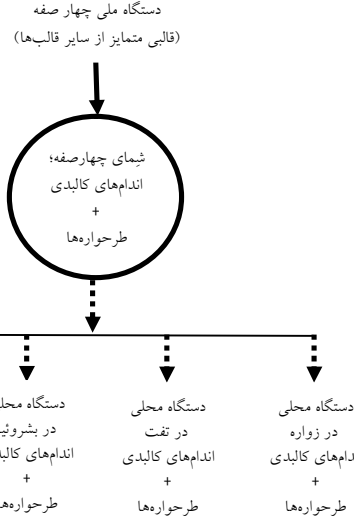 دستگاه ملی چهار صفه
(قالبی متمایز از سایر قالب‌ها)
شِمای چهارصفه؛
اندام‌های کالبدی
+
طرحواره‌ها
دستگاه محلی
در زواره
کالبدی
+
طرحواره‌ها
دستگاه محلی
در تفت
اندام‌های کالبدی
+
طرحواره‌ها
دستگاه
در
اندام‌های
+
طرحواره‌ها